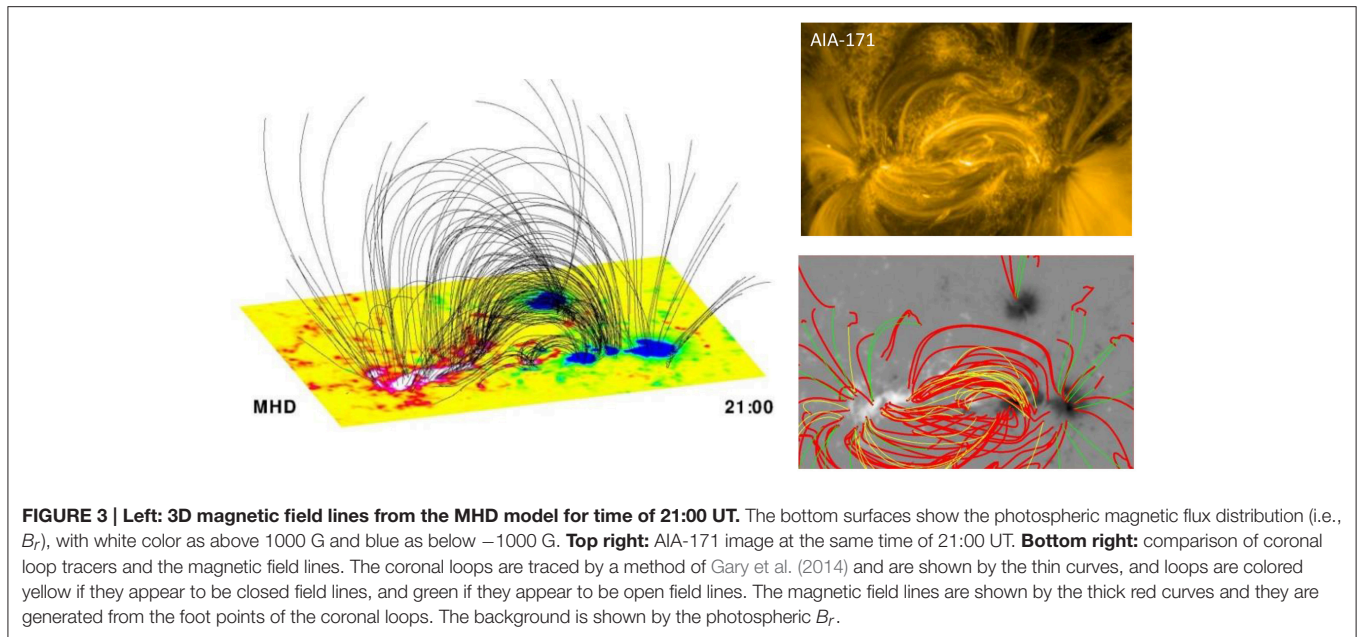 AIA-171
MHD
21:00
FIGURE 3 | Left: 3D magnetic field lines from the MHD model for time of 21:00 UT. The bottom surfaces show the photospheric magnetic flux distribution (i.e.,
Br), with white color as above 1000 G and blue as below −1000 G. Top right: AIA-171 image at the same time of 21:00 UT. Bottom right: comparison of coronal
loop tracers and the magnetic field lines. The coronal loops are traced by a method of Gary et al. (2014) and are shown by the thin curves, and loops are colored
yellow if they appear to be closed field lines, and green if they appear to be open field lines. The magnetic field lines are shown by the thick red curves and they are
generated from the foot points of the coronal loops. The background is shown by the photospheric Br.